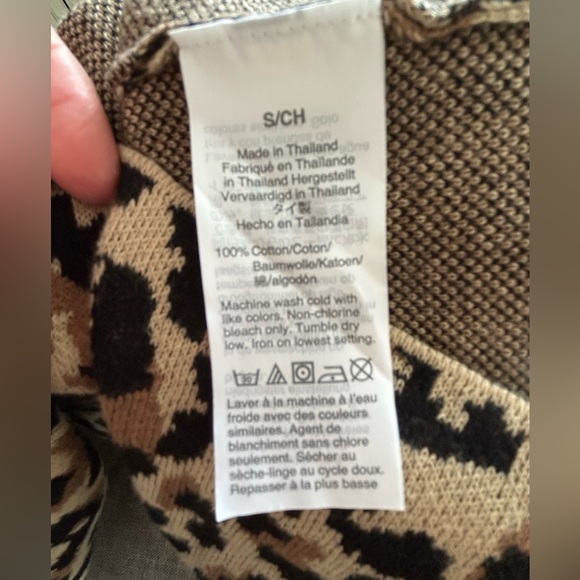 S/CH
Made in Thailand
Fabriqué en Thaïlande
in Thailand Hergestellt
Vervaardigd in Thailand
タイ製
Hecho en Tailandia
100% Cotton/Coton/
Baumwolle/Katoen/
綿/algodón
Machine wash cold with
like colors. Non-chlorine
bleach only. Tumble dry
low. Iron on lowest setting.
Laver à la machine à l'eau
froide avec des couleurs
similaires. Agent de
blanchiment sans chlore
seulement. Sécher au
sèche-linge au cycle doux.
Repasser à la plus basse